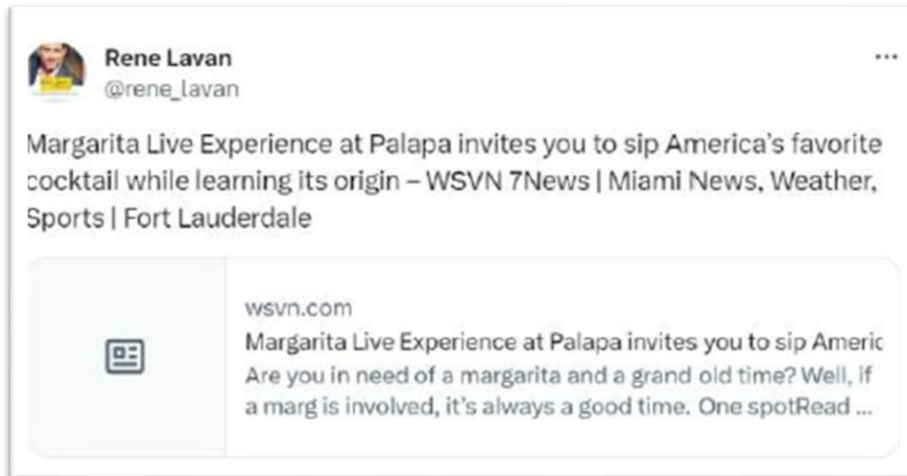 Rene Lavan
...
@rene_lavan
Margarita Live Experience at Palapa invites you to sip America's favorite
cocktail while learning its origin – WSVN 7News | Miami News, Weather,
Sports | Fort Lauderdale
wsvn.com
Margarita Live Experience at Palapa invites you to sip Americ
Are you in need of a margarita and a grand old time? Well, if
a marg is involved, it's always a good time. One spotRead ...